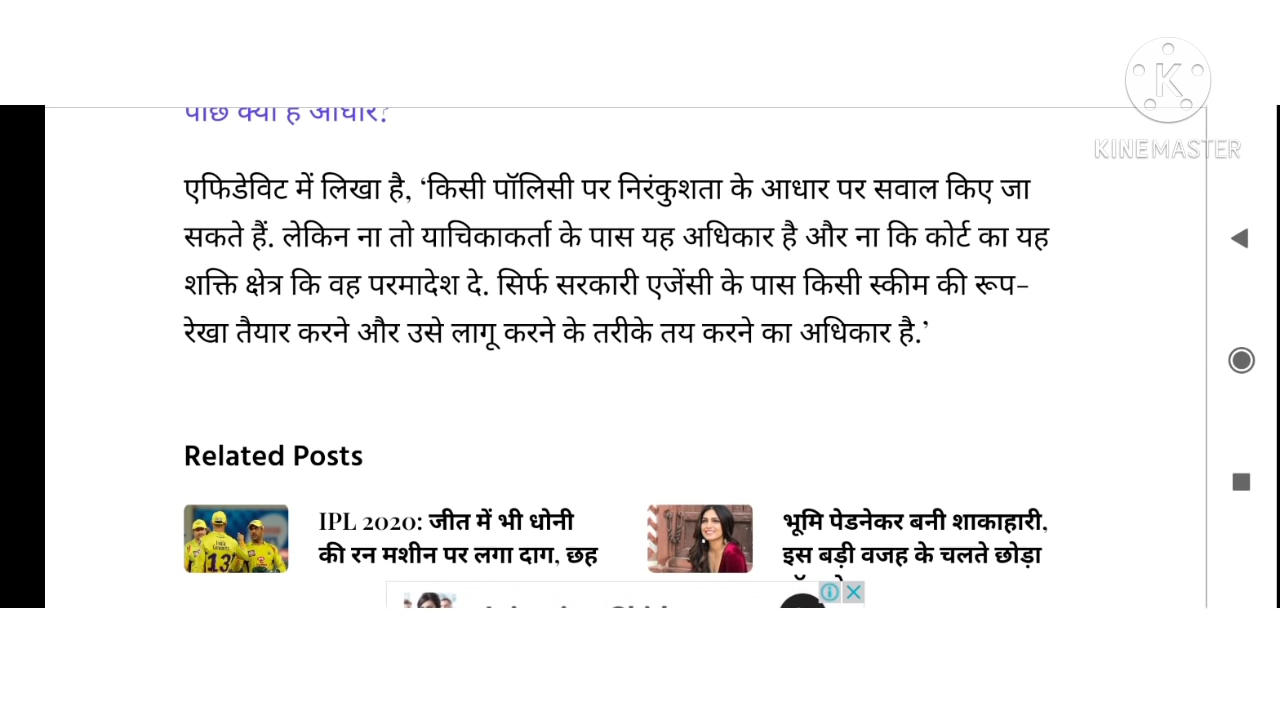 KINEMASTER
पीछे क्या है आधार?
एफिडेविट में लिखा है, ‘किसी पॉलिसी पर निरंकुशता के आधार पर सवाल किए जा
सकते हैं. लेकिन ना तो याचिकाकर्ता के पास यह अधिकार है और ना कि कोर्ट का यह
शक्ति क्षेत्र कि वह परमादेश दे. सिर्फ सरकारी एजेंसी के पास किसी स्कीम की रूप-
रेखा तैयार करने और उसे लागू करने के तरीके तय करने का अधिकार है.’
Related Posts
IPL 2020: जीत में भी धोनी
की रन मशीन पर लगा दाग, छह
भूमि पेडनेकर बनी शाकाहारी,
इस बड़ी वजह के चलते छोड़ा